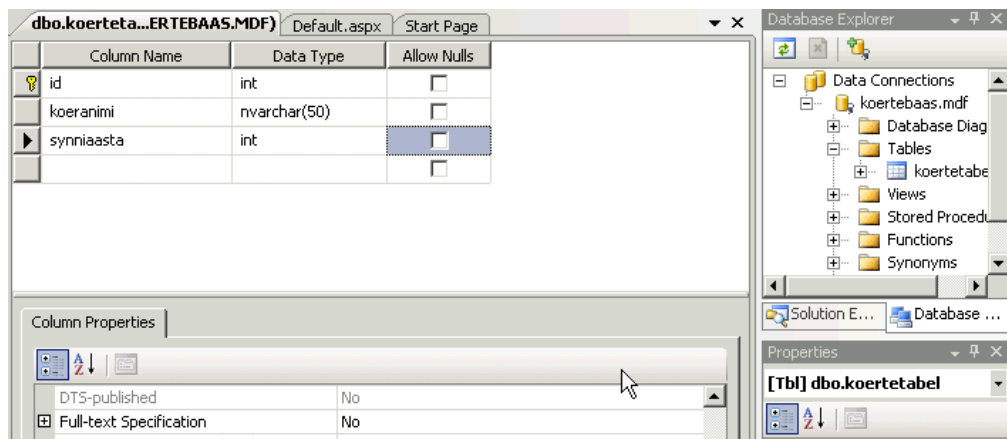 dbo.koerteta...ERTEBAAS.MDF) Default.aspx Start Page
Column Name Data Type Allow Nulls
id int
koeranimi nvarchar(50)
synniaasta int
Column Properties
DTS-published No
Full-text Specification No
Database Explorer
Data Connections
koertebaas.mdf
Database Diag
Tables
koertetabe
Views
Stored Procedu
Functions
Synonyms
Solution E... Database ...
Properties
[Tbl] dbo.koertetabel